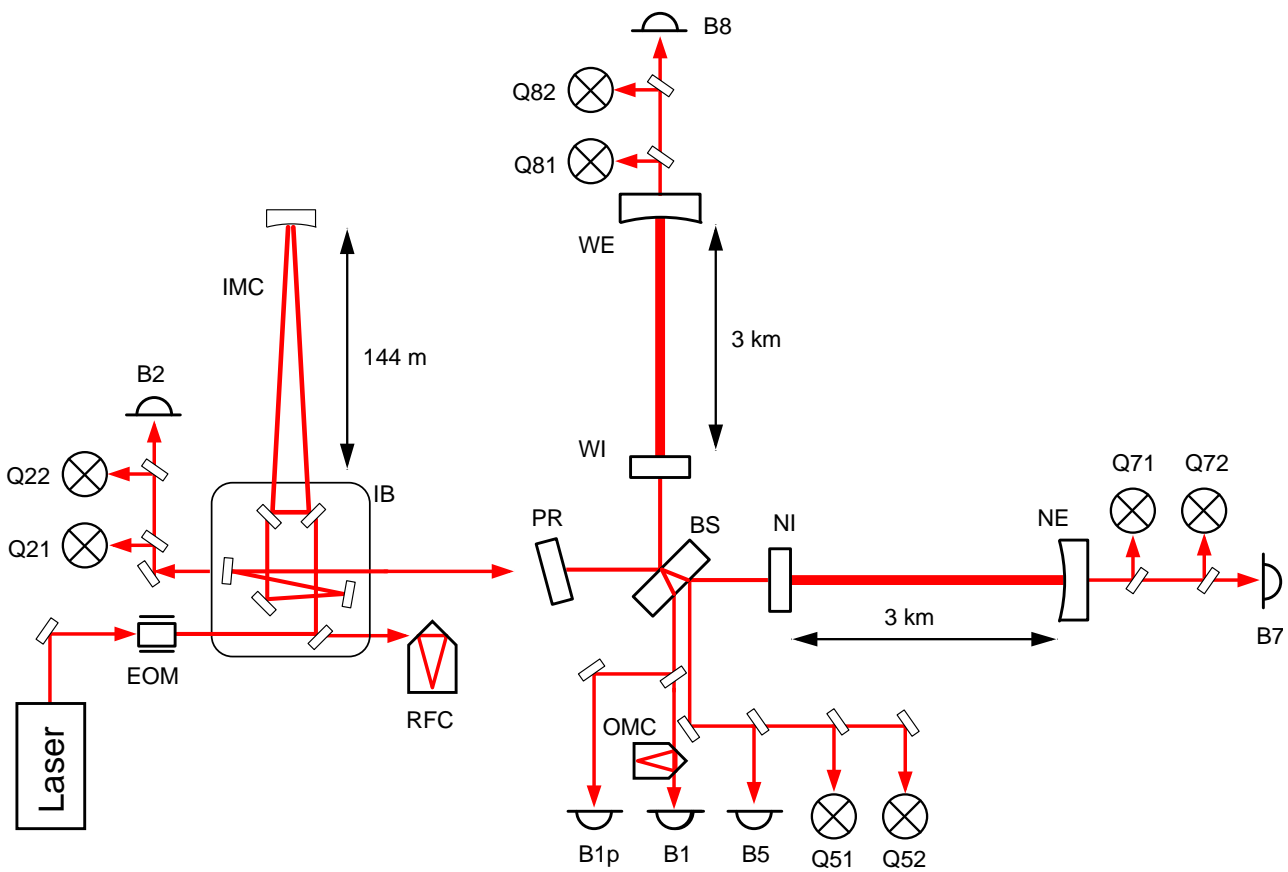 B8
Q82
Q81
WE
IMC
3 km
144 m
B2
WI
Q22
IB
Q71
Q72
PR
BS
NI
NE
Q21
3 km
B7
EOM
RFC
OMC
Laser
B1p
B1
B5
Q51
Q52